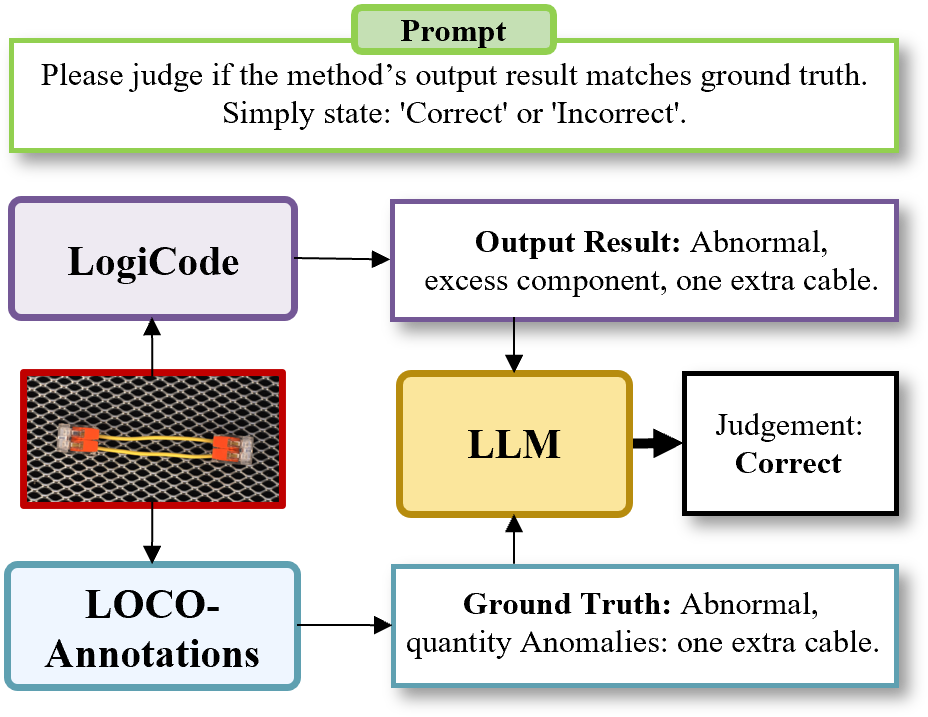 Prompt
Please judge if the method’s output result matches ground truth.
Simply state: 'Correct' or 'Incorrect'.
LogiCode
Output Result: Abnormal,
excess component, one extra cable.
LLM
Judgement:
Correct
LOCO-
Annotations
Ground Truth: Abnormal,
quantity Anomalies: one extra cable.